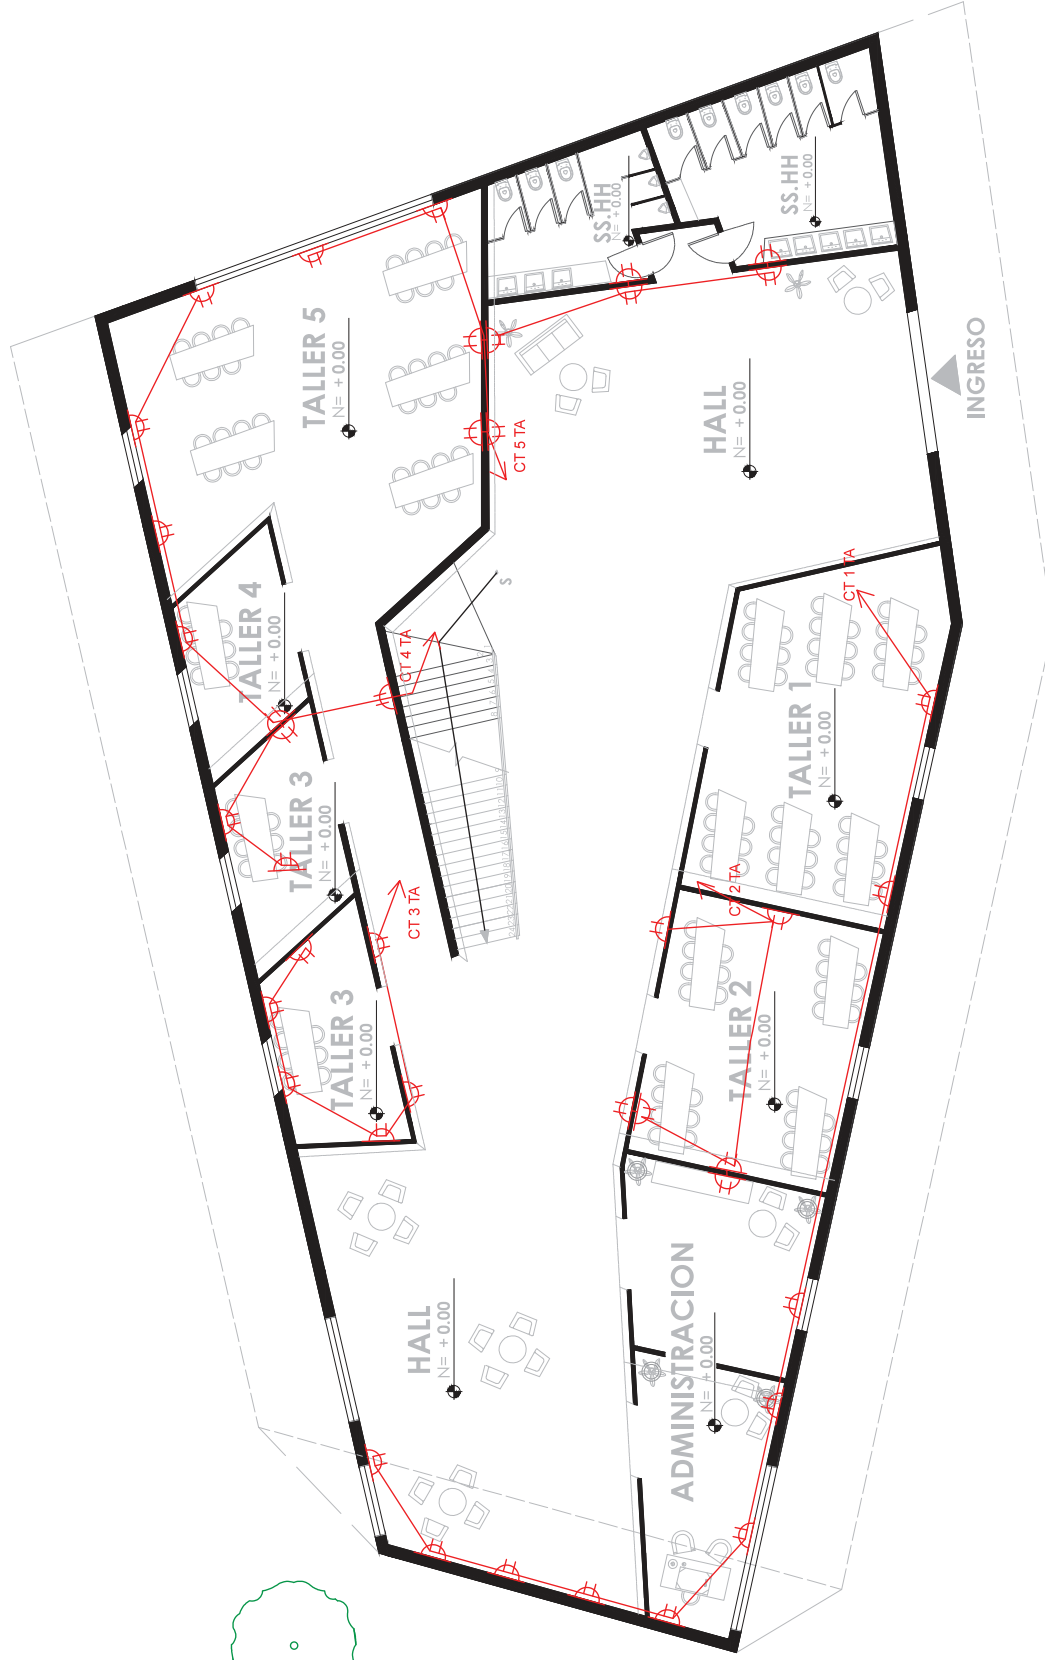 SS.HH
N= + 0.00
SS.HH
N= + 0.00
TALLER 5
N= + 0.00
INGRESO
HALL
N= + 0.00
CT 5 TA
TALLER 4
N= + 0.00
S
CT 4 TA
CT 1 TA
TALLER 1
N= + 0.00
TALLER 3
N= + 0.00
CT 3 TA
CT 2 TA
TALLER 3
N= + 0.00
TALLER 2
N= + 0.00
HALL
N= + 0.00
ADMINISTRACION
N= + 0.00